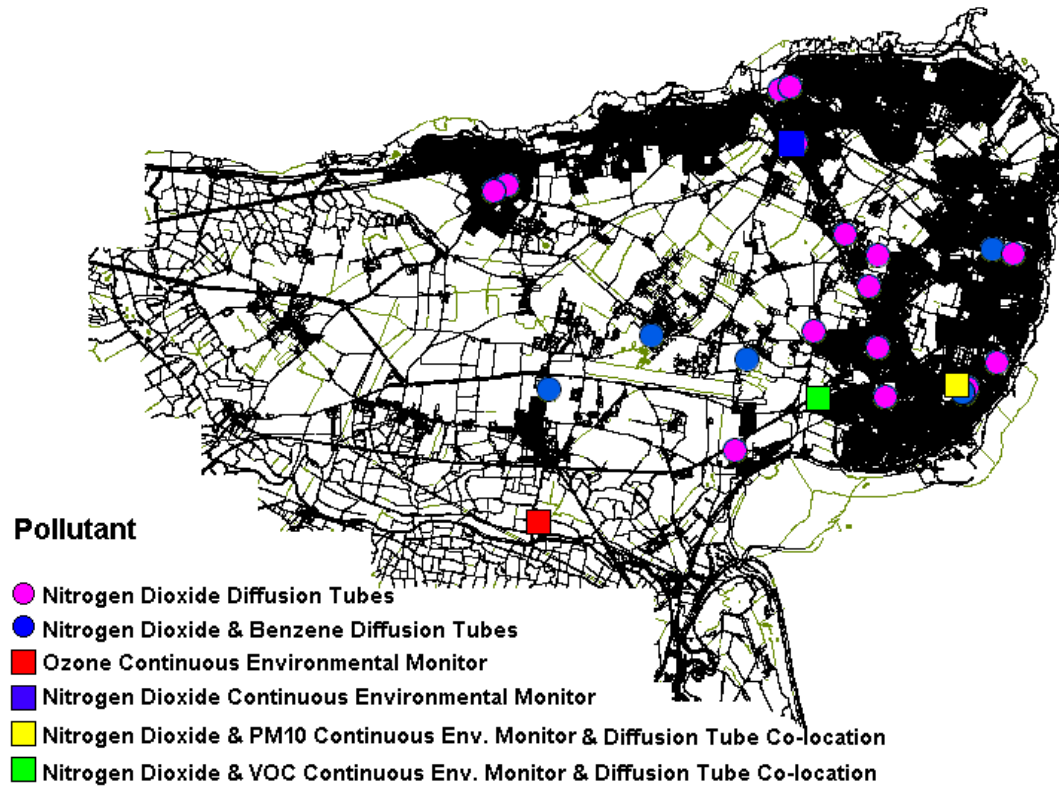 Pollutant
Nitrogen Dioxide Diffusion Tubes
Nitrogen Dioxide & Benzene Diffusion Tubes
Ozone Continuous Environmental Monitor
Nitrogen Dioxide Continuous Environmental Monitor
Nitrogen Dioxide & PM10 Continuous Env. Monitor & Diffusion Tube Co-location
Nitrogen Dioxide & VOC Continuous Env. Monitor & Diffusion Tube Co-location